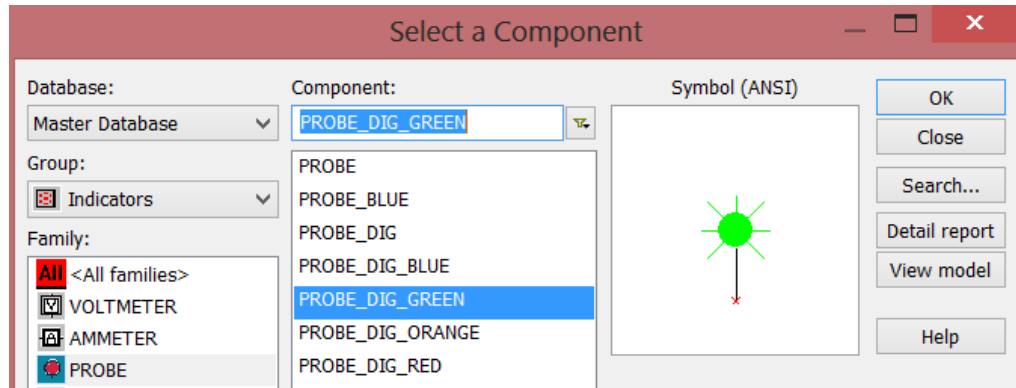 Select a Component
Database:
Master Database
Group:
Indicators
Family:
All <All families>
V VOLTMETER
A AMMETER
PROBE
Component:
PROBE_DIG_GREEN
PROBE
PROBE_BLUE
PROBE_DIG
PROBE_DIG_BLUE
PROBE_DIG_GREEN
PROBE_DIG_ORANGE
PROBE_DIG_RED
Symbol (ANSI)
OK
Close
Search...
Detail report
View model
Help